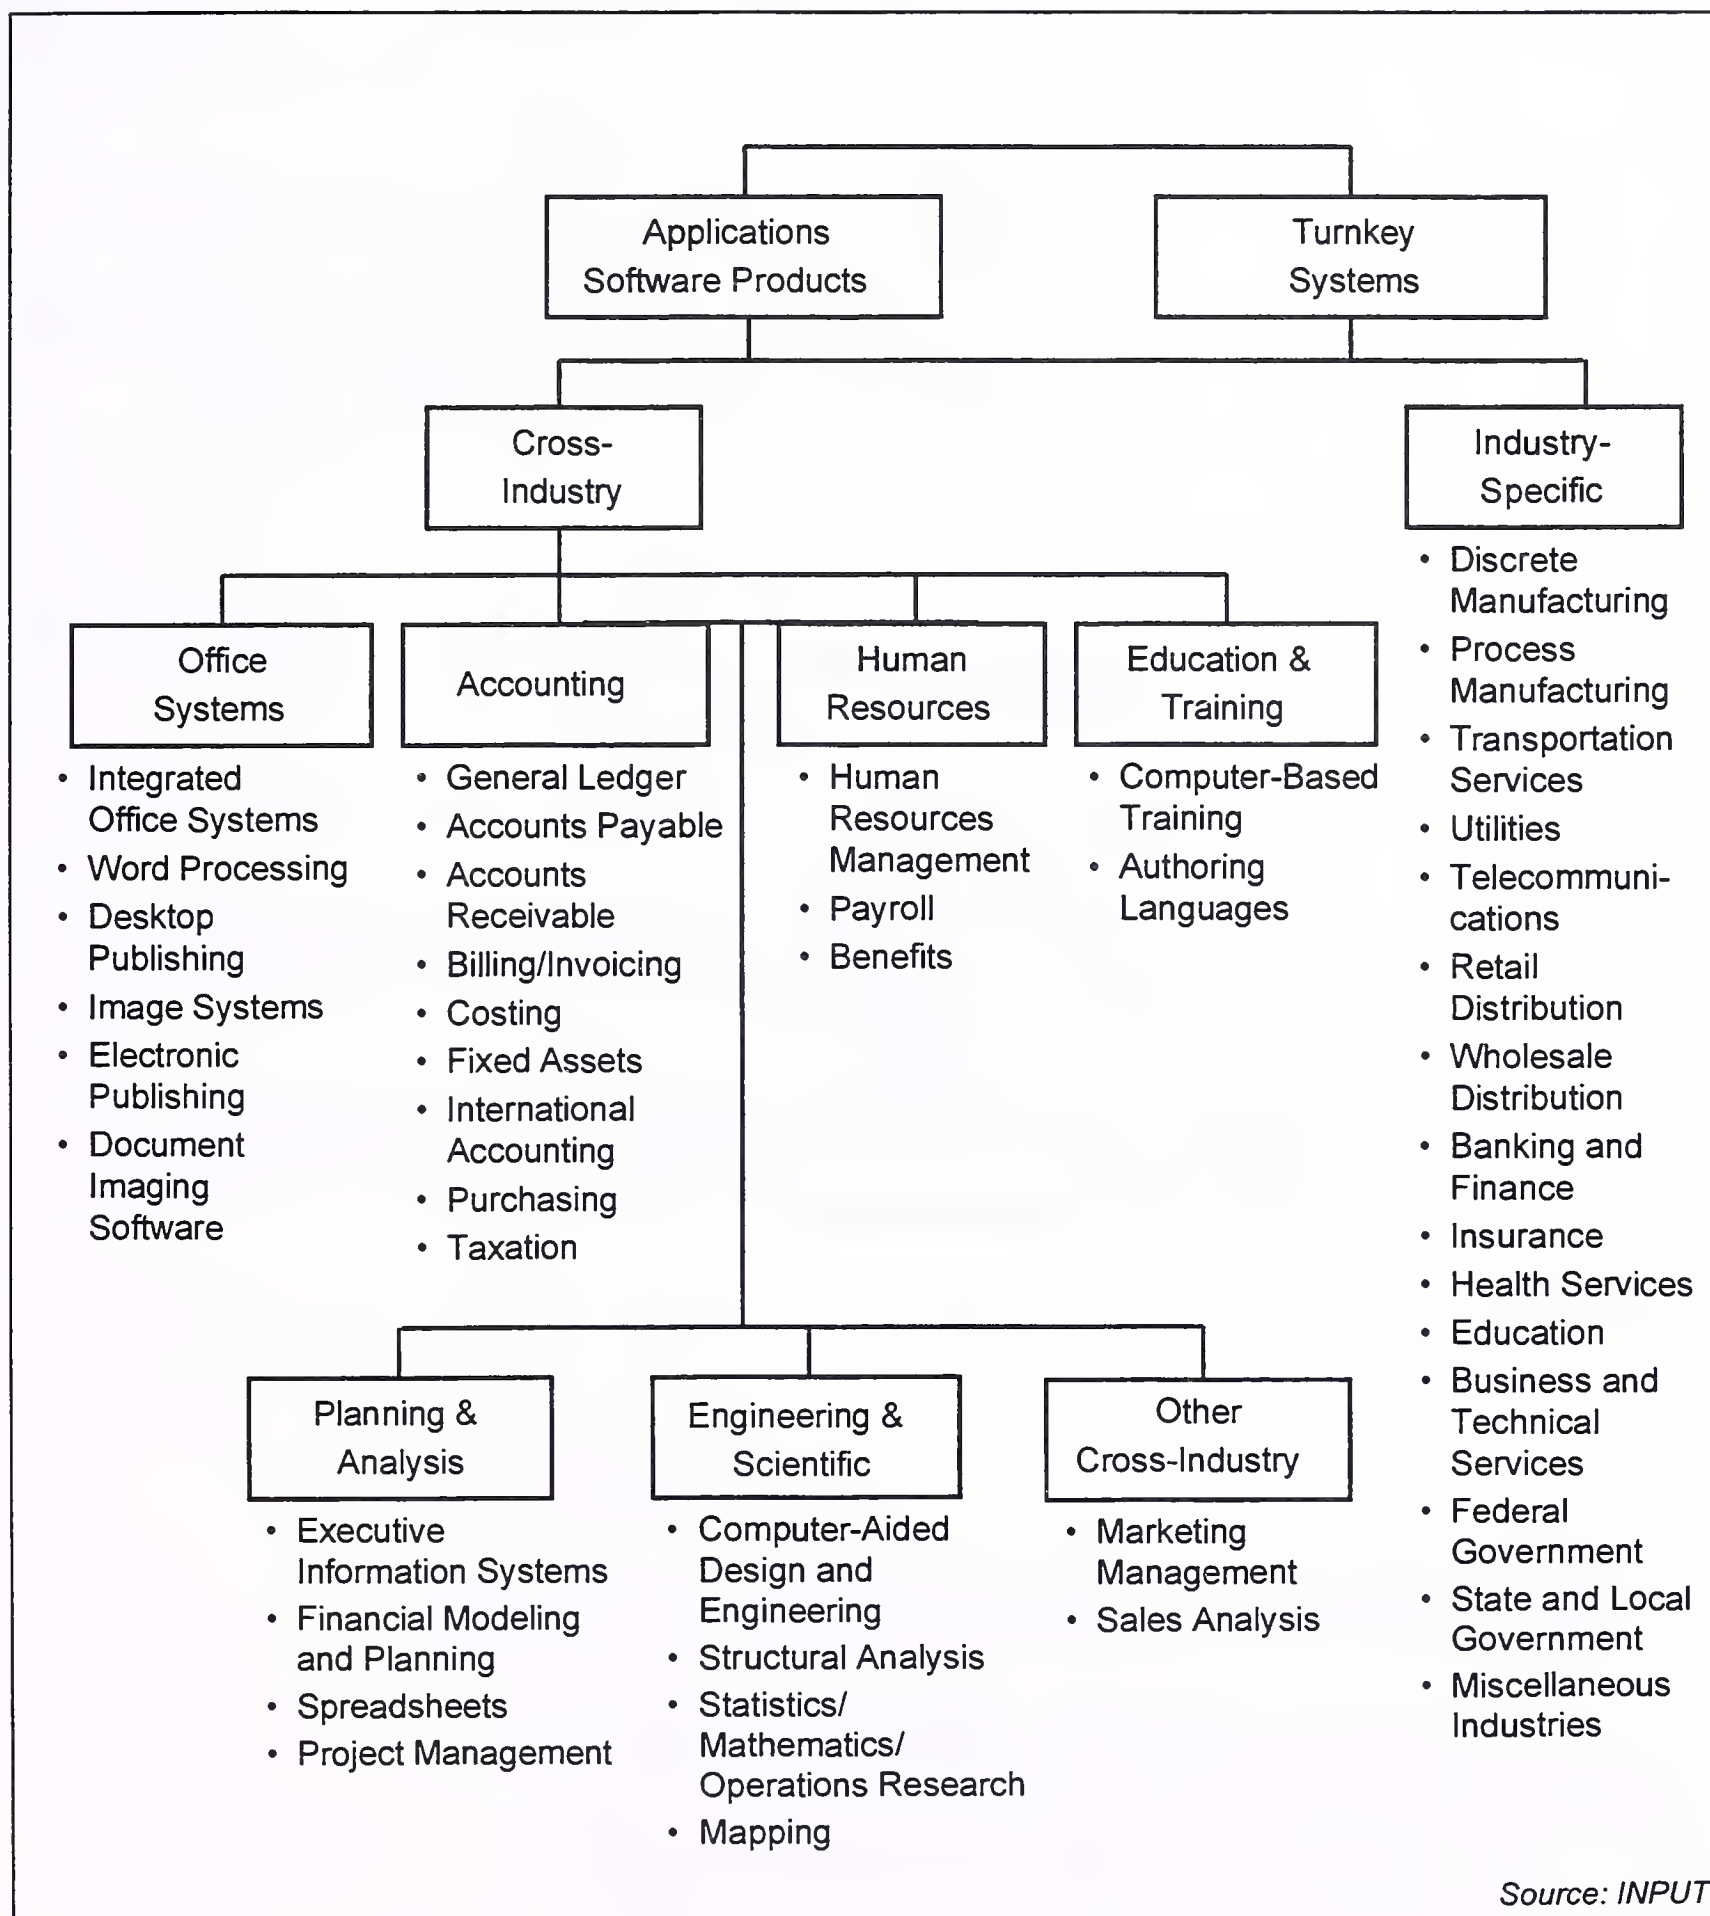 Applications
Software Products
Turnkey
Systems
Cross-
Industry
Industry-
Specific
• Discrete
Manufacturing
• Process
Manufacturing
• Transportation
Services
• Utilities
• Telecommuni-
cations
• Retail
Distribution
• Wholesale
Distribution
• Banking and
Finance
• Insurance
• Health Services
• Education
• Business and
Technical
Services
• Federal
Government
• State and Local
Government
• Miscellaneous
Industries
Office
Systems
• Integrated
Office Systems
• Word Processing
• Desktop
Publishing
• Image Systems
• Electronic
Publishing
• Document
Imaging
Software
Accounting
• General Ledger
• Accounts Payable
• Accounts
Receivable
• Billing/Invoicing
• Costing
• Fixed Assets
• International
Accounting
• Purchasing
• Taxation
Human
Resources
• Human
Resources
Management
• Payroll
• Benefits
Education &
Training
• Computer-Based
Training
• Authoring
Languages
Planning &
Analysis
• Executive
Information Systems
• Financial Modeling
and Planning
• Spreadsheets
• Project Management
Engineering &
Scientific
• Computer-Aided
Design and
Engineering
• Structural Analysis
• Statistics/
Mathematics/
Operations Research
• Mapping
Other
Cross-Industry
• Marketing
Management
• Sales Analysis
Source: INPUT